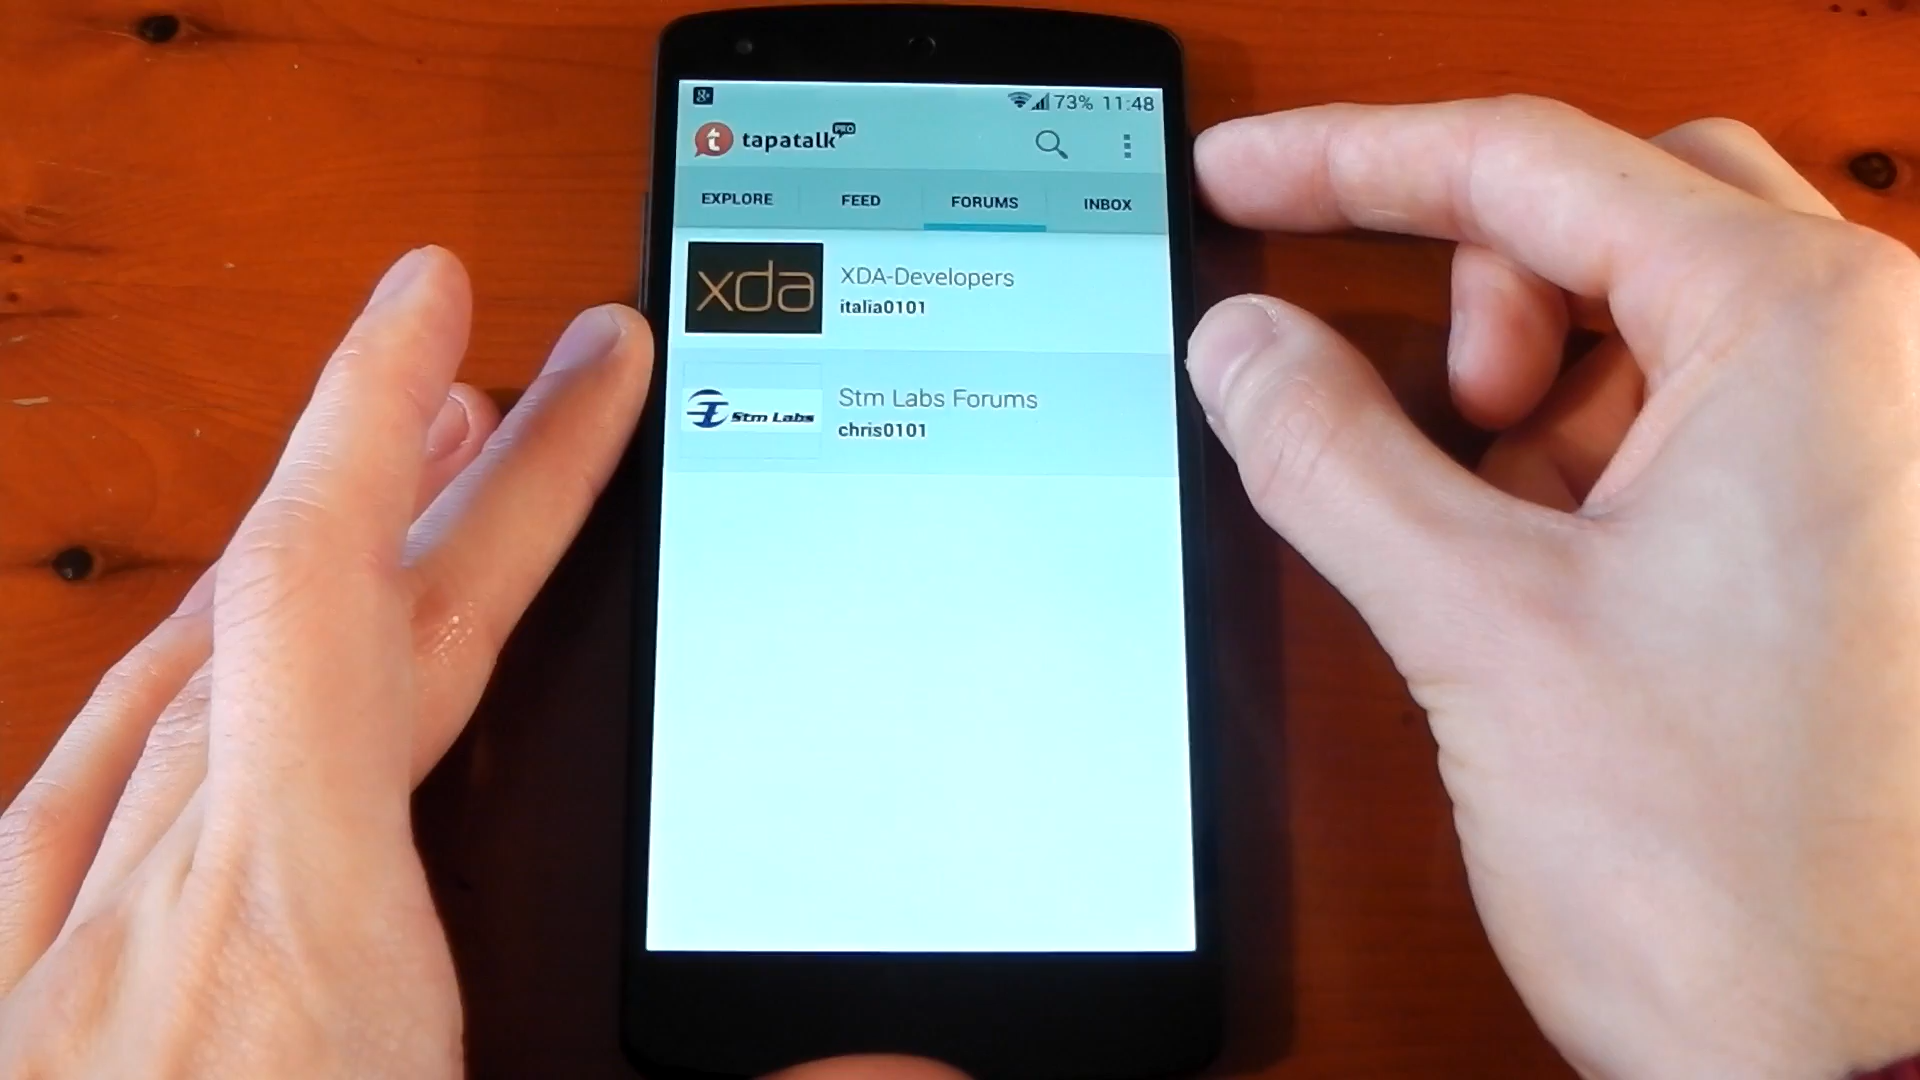 8+
73% 11:48
t tapatalk PRO
EXPLORE FEED FORUMS INBOX
xda
XDA-Developers
italia0101
Stm Labs
Stm Labs Forums
chris0101